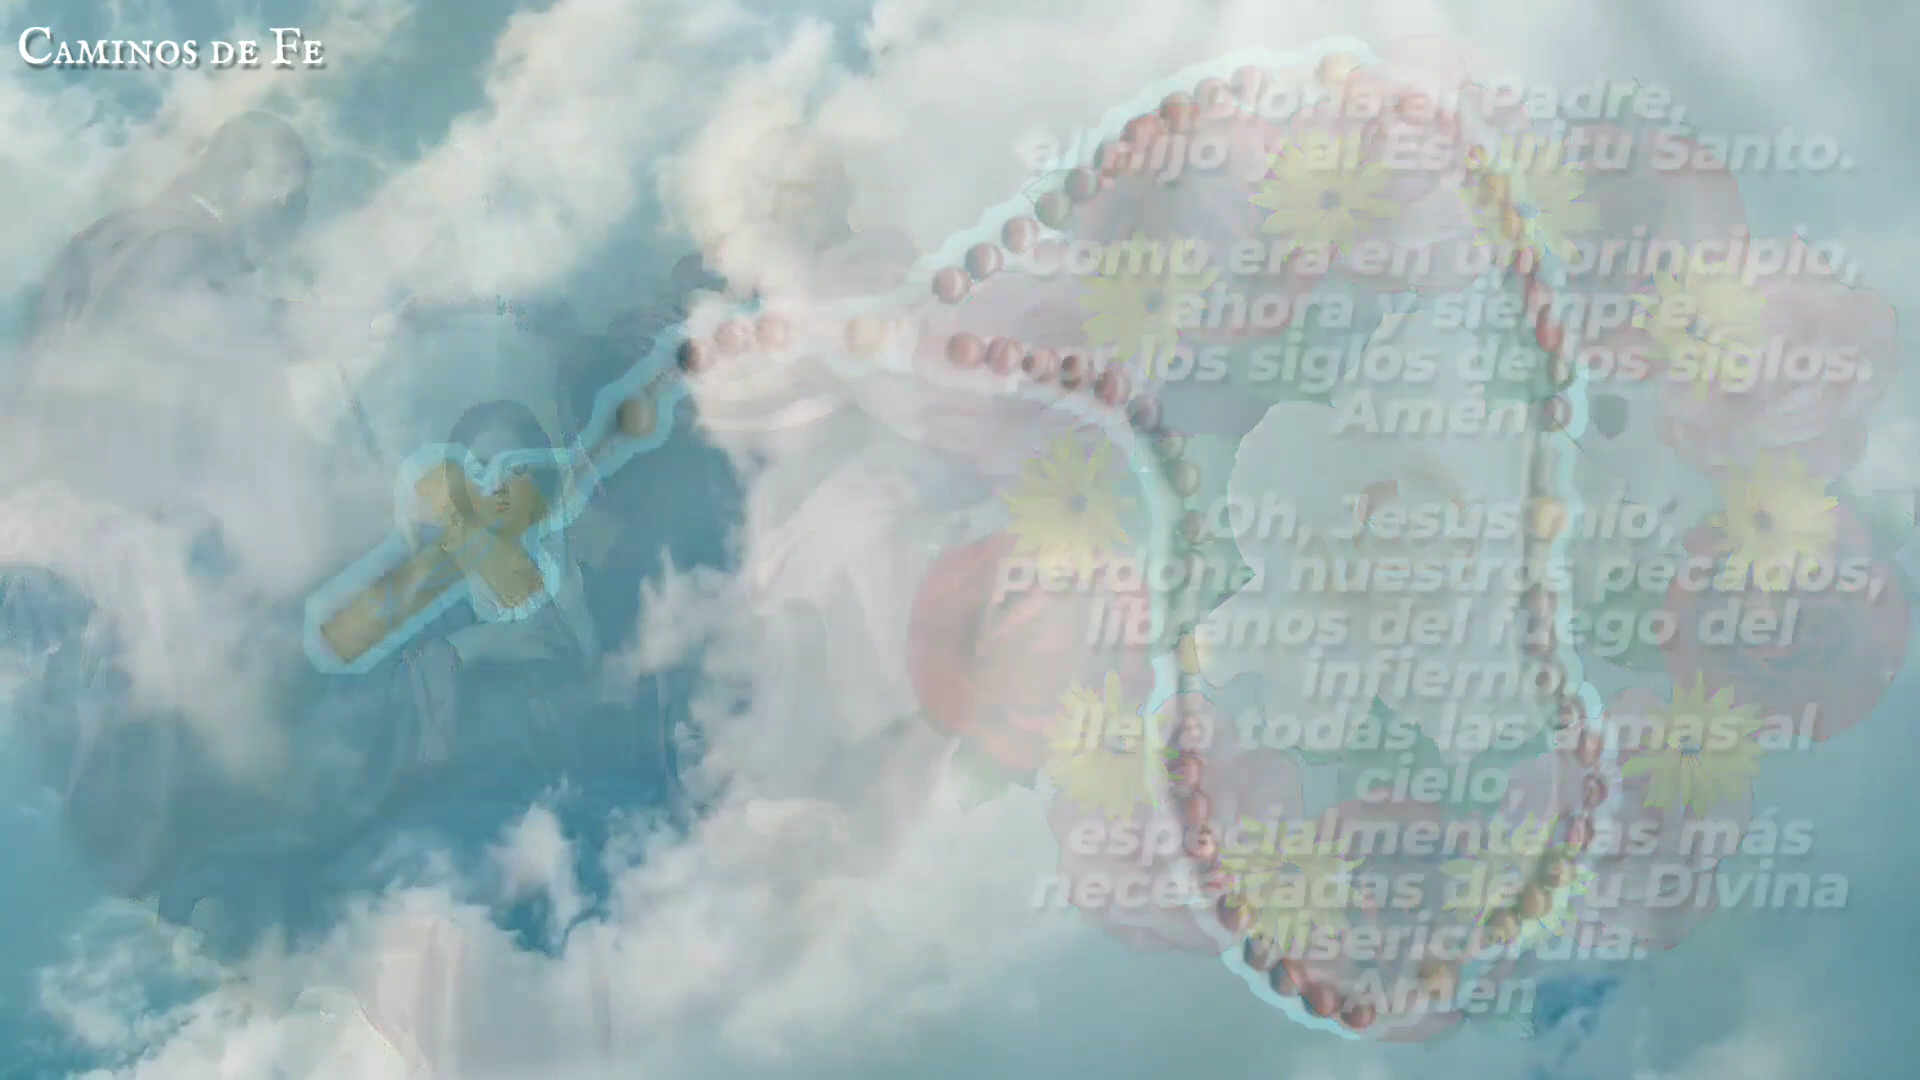 Caminos de Fe
Gloria al Padre,
al Hijo y al Espíritu Santo.
Como era en un principio,
ahora y siempre,
por los siglos de los siglos.
Amén
Oh, Jesús mío,
perdona nuestros pecados,
líbranos del fuego del
infierno,
lleva todas las almas al
cielo,
especialmente las más
necesitadas de tu Divina
Misericordia.
Amén